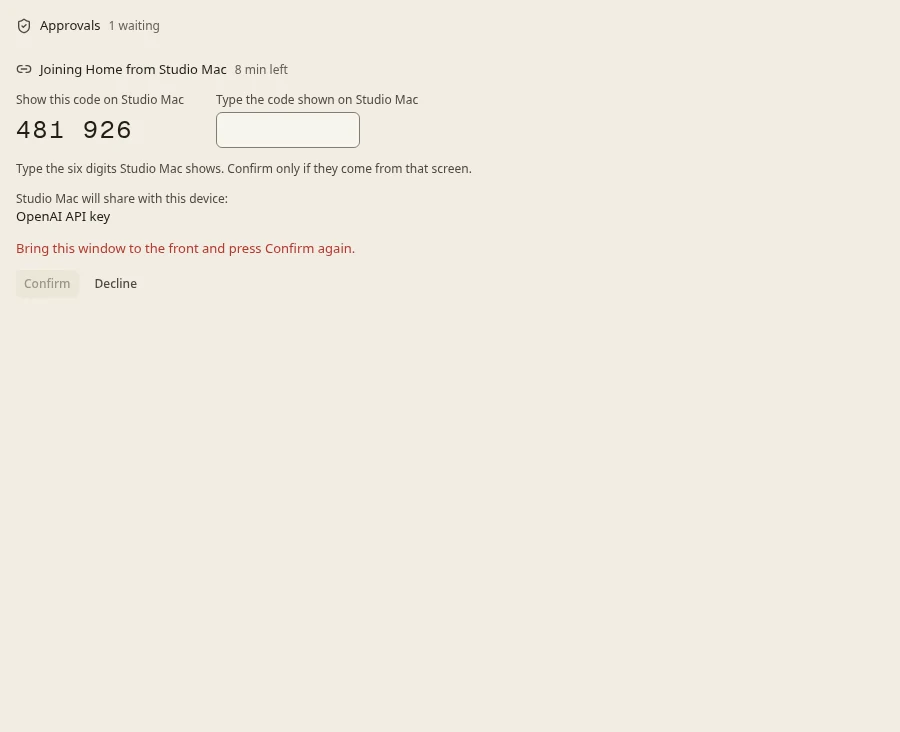 Approvals 1 waiting
Joining Home from Studio Mac 8 min left
Show this code on Studio Mac
481 926
Type the code shown on Studio Mac
Type the six digits Studio Mac shows. Confirm only if they come from that screen.
Studio Mac will share with this device:
OpenAI API key
Bring this window to the front and press Confirm again.
Confirm Decline